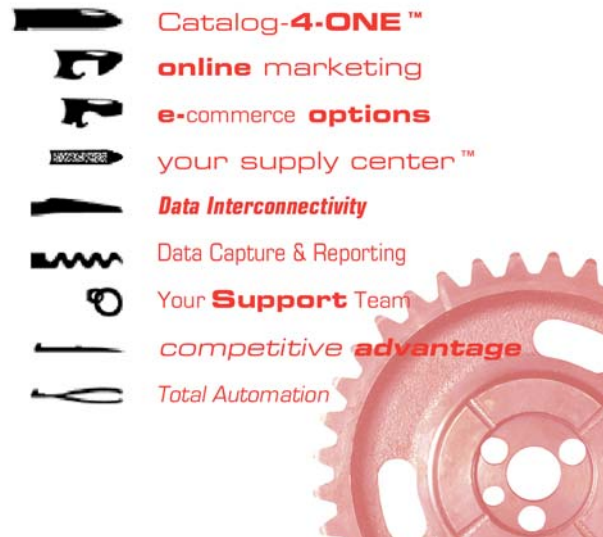 Catalog-4-ONE™
online marketing
e-commerce options
your supply center™
Data Interconnectivity
Data Capture & Reporting
Your Support Team
competitive advantage
Total Automation